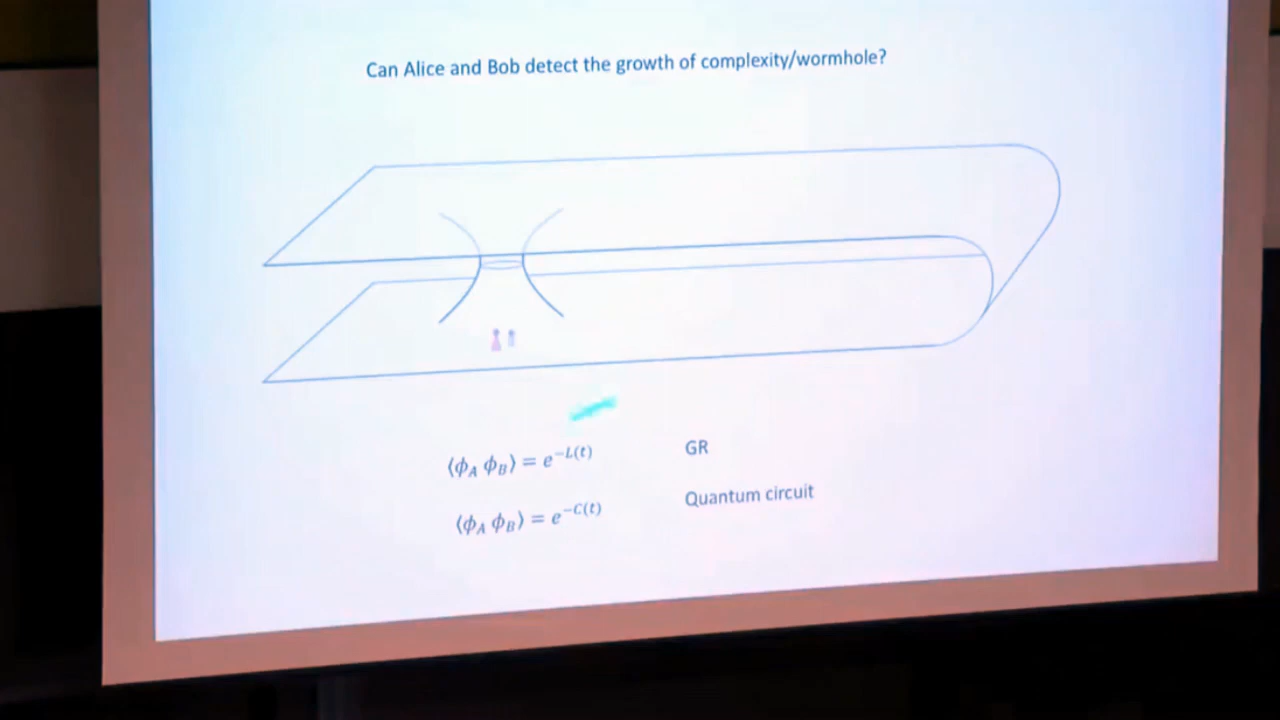 Can Alice and Bob detect the growth of complexity/wormhole?
⟨ϕ_A ϕ_B⟩ = e^{-L(t)} GR
⟨ϕ_A ϕ_B⟩ = e^{-C(t)} Quantum circuit